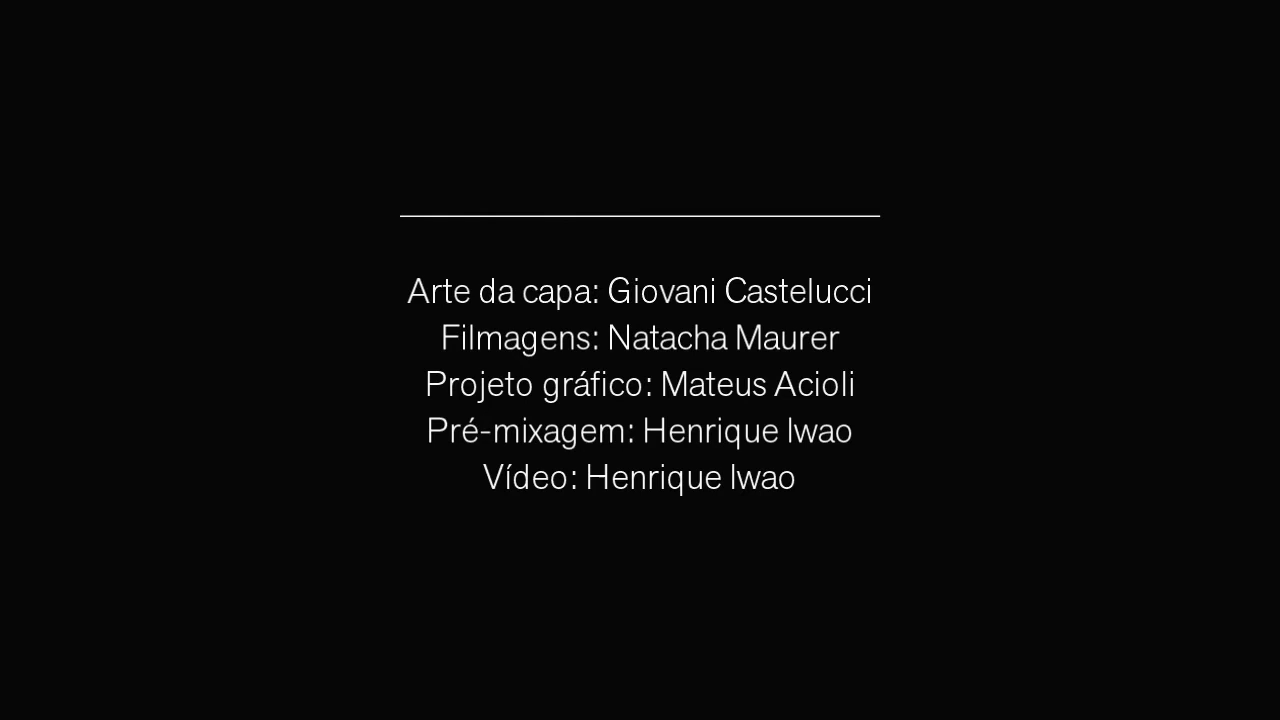 Arte da capa: Giovani Castelucci
Filmagens: Natacha Maurer
Projeto gráfico: Mateus Acioli
Pré-mixagem: Henrique Iwao
Vídeo: Henrique Iwao